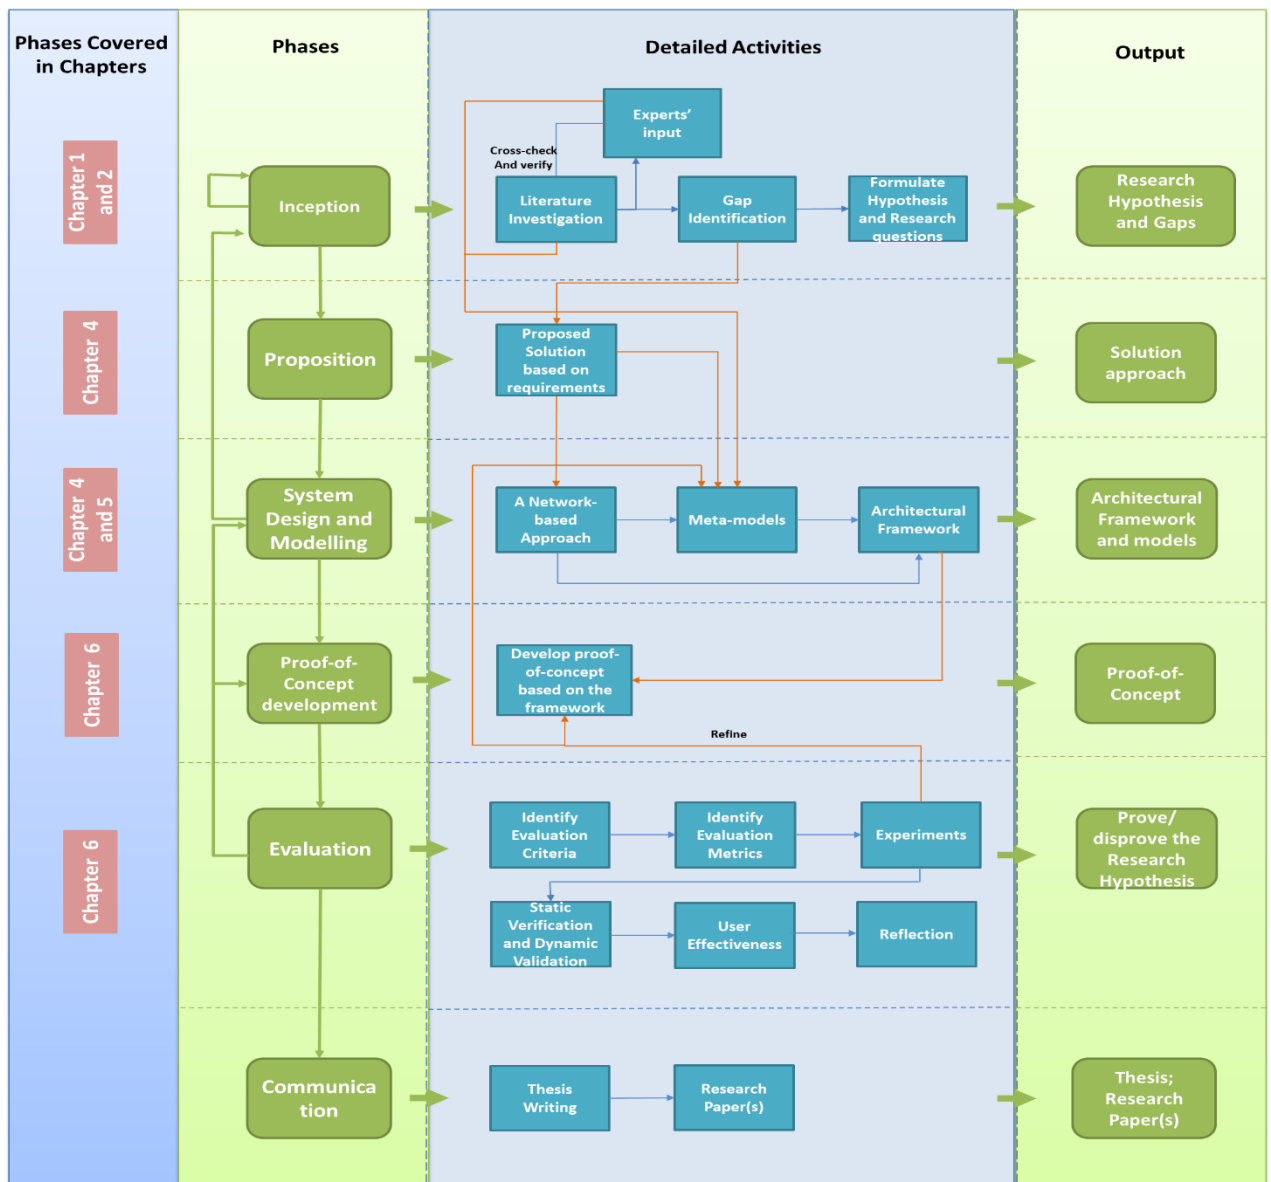 Phases Covered
in Chapters
Phases
Detailed Activities
Output
Chapter 1
and 2
Inception
Experts'
input
Cross-check
And verify
Literature
Investigation
Gap
Identification
Formulate
Hypothesis
and Research
questions
Research
Hypothesis
and Gaps
Chapter 4
Proposition
Proposed
Solution
based on
requirements
Solution
approach
Chapter 4
and 5
System
Design and
Modelling
A Network-
based
Approach
Meta-models
Architectural
Framework
Architectural
Framework
and models
Chapter 6
Proof-of-
Concept
development
Develop proof-
of-concept
based on the
framework
Refine
Proof-of-
Concept
Chapter 6
Evaluation
Identify
Evaluation
Criteria
Identify
Evaluation
Metrics
Experiments
Static
Verification
and Dynamic
Validation
User
Effectiveness
Reflection
Prove/
disprove the
Research
Hypothesis
Communica
tion
Thesis
Writing
Research
Paper(s)
Thesis;
Research
Paper(s)